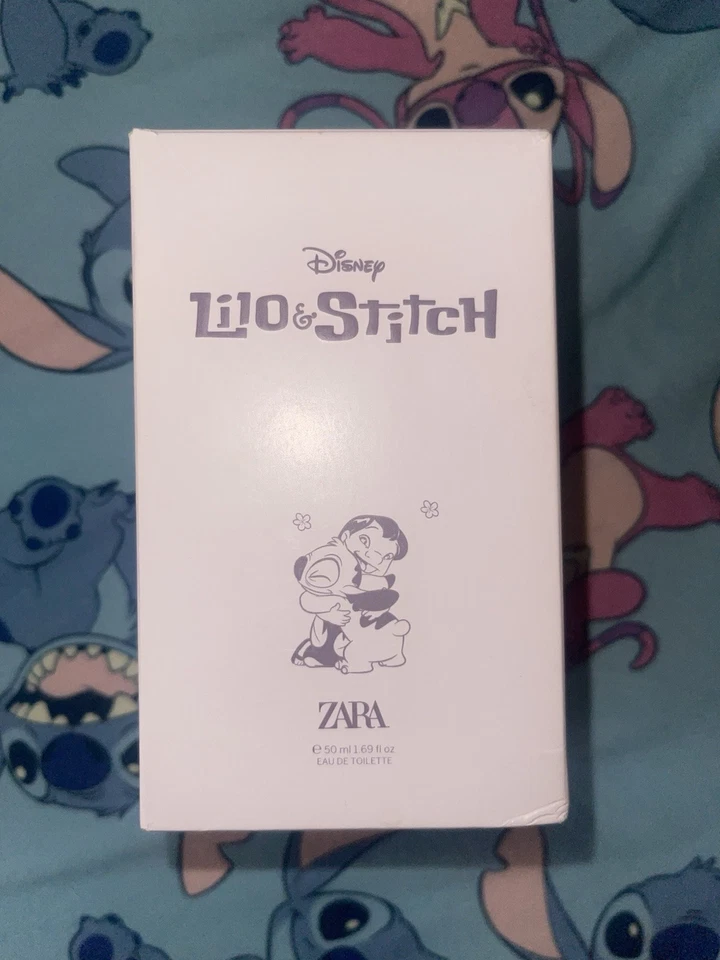 Disney
Lilo & Stitch
ZARA
℮ 50 ml 1.69 fl oz
EAU DE TOILETTE